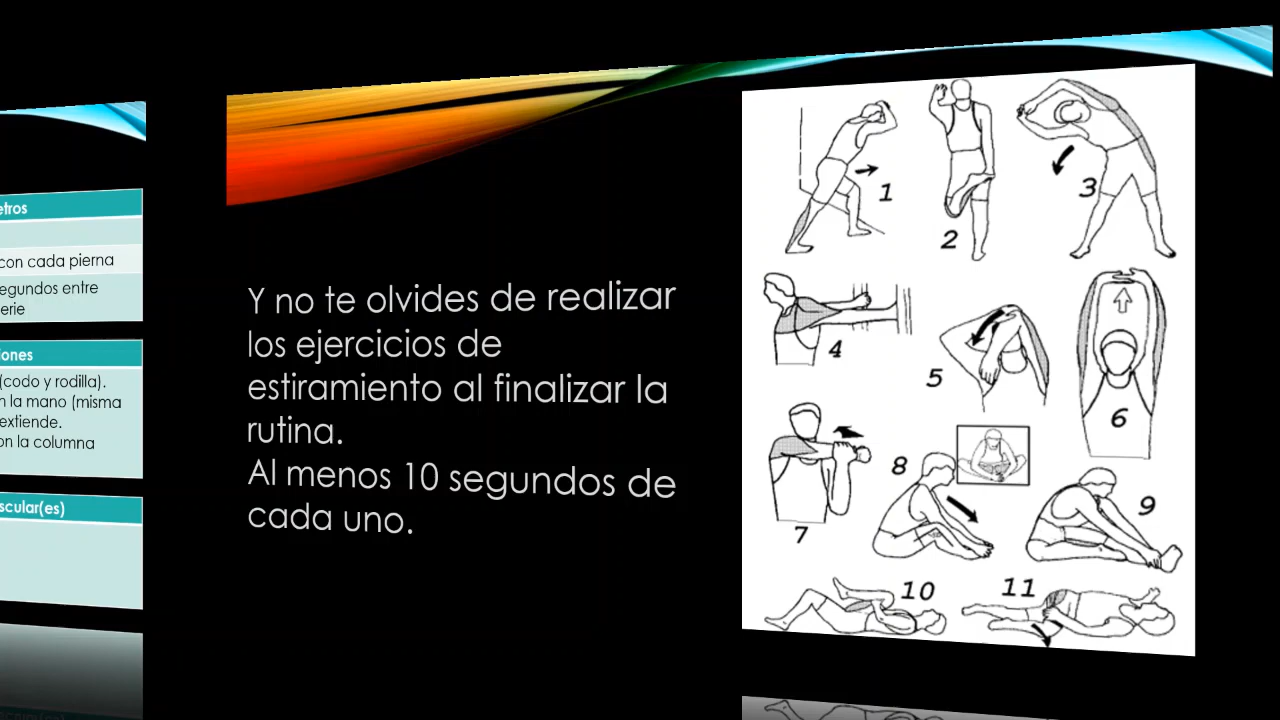 etros
con cada pierna
egundos entre
erie
iones
(codo y rodilla).
n la mano (misma
extiende.
on la columna
scular(es)
Y no te olvides de realizar
los ejercicios de
estiramiento al finalizar la
rutina.
Al menos 10 segundos de
cada uno.
1
2
3
4
5
6
7
8
9
10
11